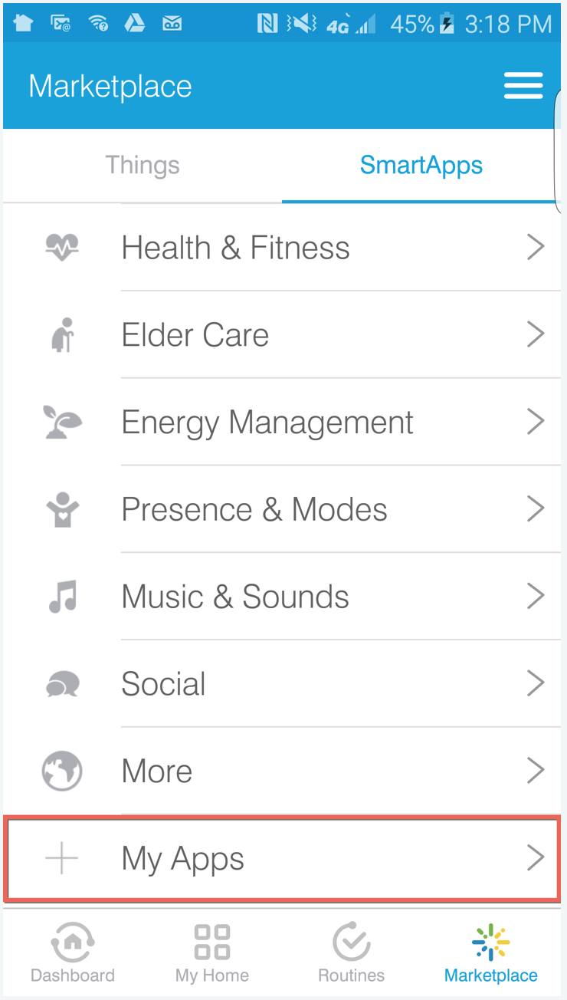 4G 45% 3:18 PM
Marketplace
Things SmartApps
Health & Fitness
Elder Care
Energy Management
Presence & Modes
Music & Sounds
Social
More
My Apps
Dashboard My Home Routines Marketplace